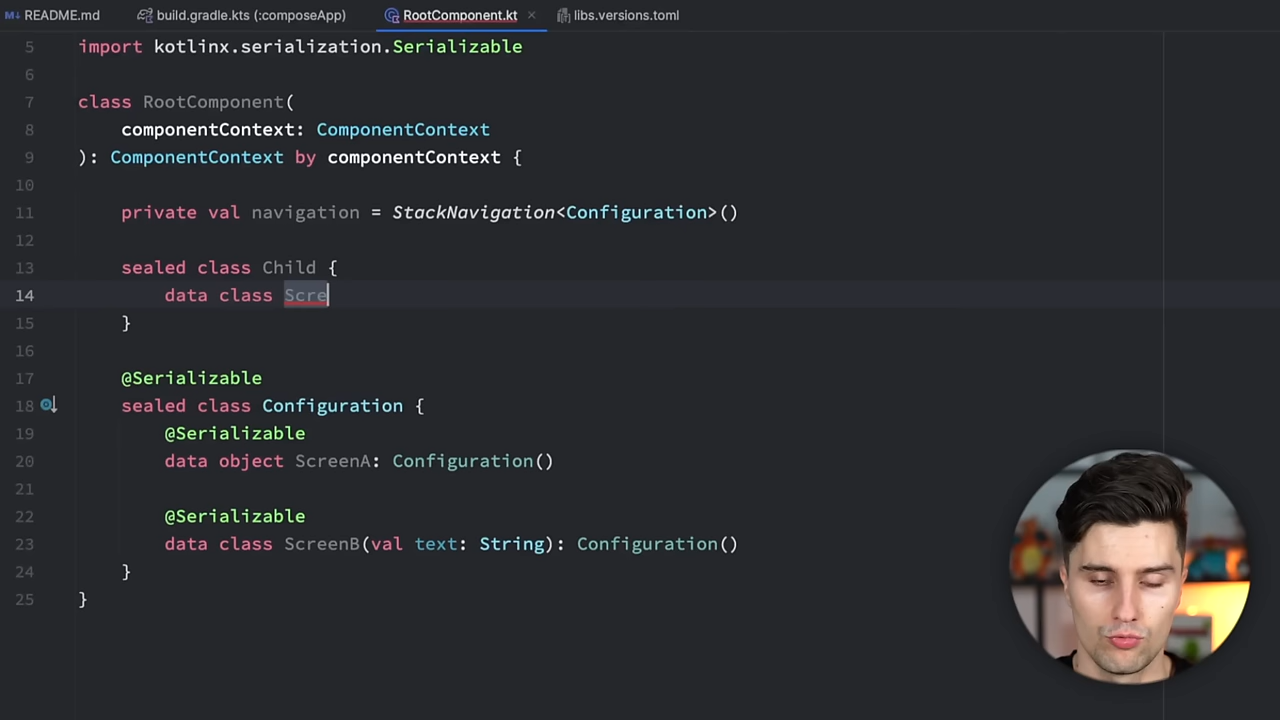 README.md
build.gradle.kts (:composeApp)
RootComponent.kt
libs.versions.toml
5 import kotlinx.serialization.Serializable
6
7 class RootComponent(
8 componentContext: ComponentContext
9 ): ComponentContext by componentContext {
10
11 private val navigation = StackNavigation<Configuration>()
12
13 sealed class Child {
14 data class Scre
15 }
16
17 @Serializable
18 sealed class Configuration {
19 @Serializable
20 data object ScreenA: Configuration()
21
22 @Serializable
23 data class ScreenB(val text: String): Configuration()
24 }
25 }